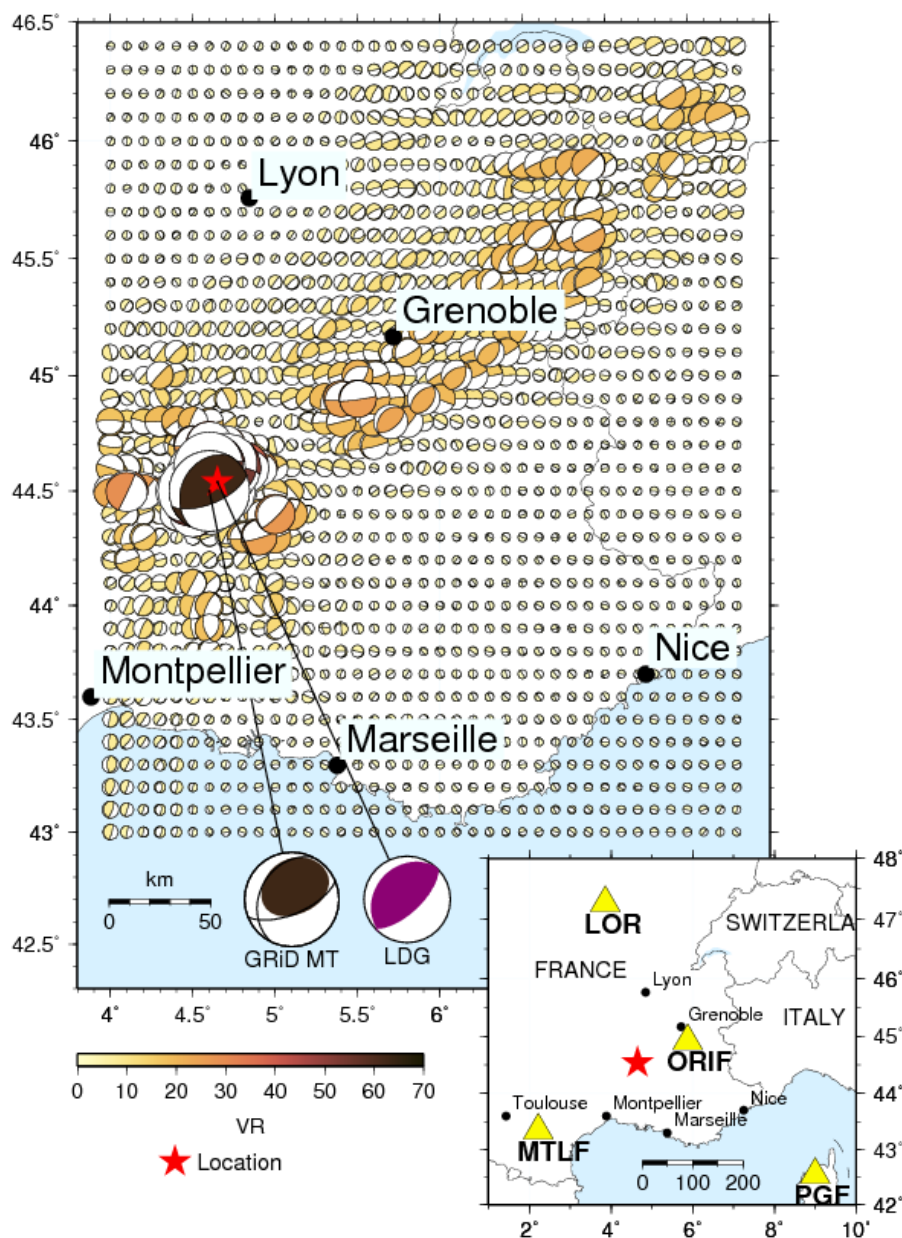 46.5˚
46˚
Lyon
45.5˚
Grenoble
45˚
44.5˚
44˚
Nice
Montpellier
43.5˚
Marseille
43˚
km
0 50
GRiD MT
LDG
42.5˚
4˚ 4.5˚ 5˚ 5.5˚ 6˚
0 10 20 30 40 50 60 70
VR
Location
48˚
LOR
47˚
SWITZERLA
FRANCE
Lyon
46˚
Grenoble
ITALY
45˚
ORIF
44˚
Toulouse
Montpellier
Nice
Marseille
MTLF
43˚
0 100 200
PGF
42˚
2˚ 4˚ 6˚ 8˚ 10˚